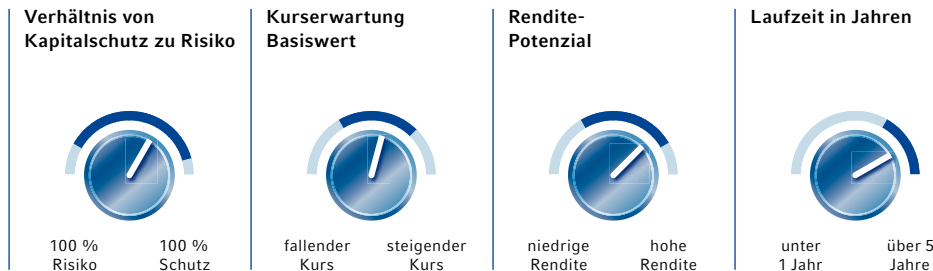 Verhältnis von
Kapitalschutz zu Risiko
100 %
Risiko
100 %
Schutz
Kurserwartung
Basiswert
fallender
Kurs
steigender
Kurs
Rendite-
Potenzial
niedrige
Rendite
hohe
Rendite
Laufzeit in Jahren
unter
1 Jahr
über 5
Jahre